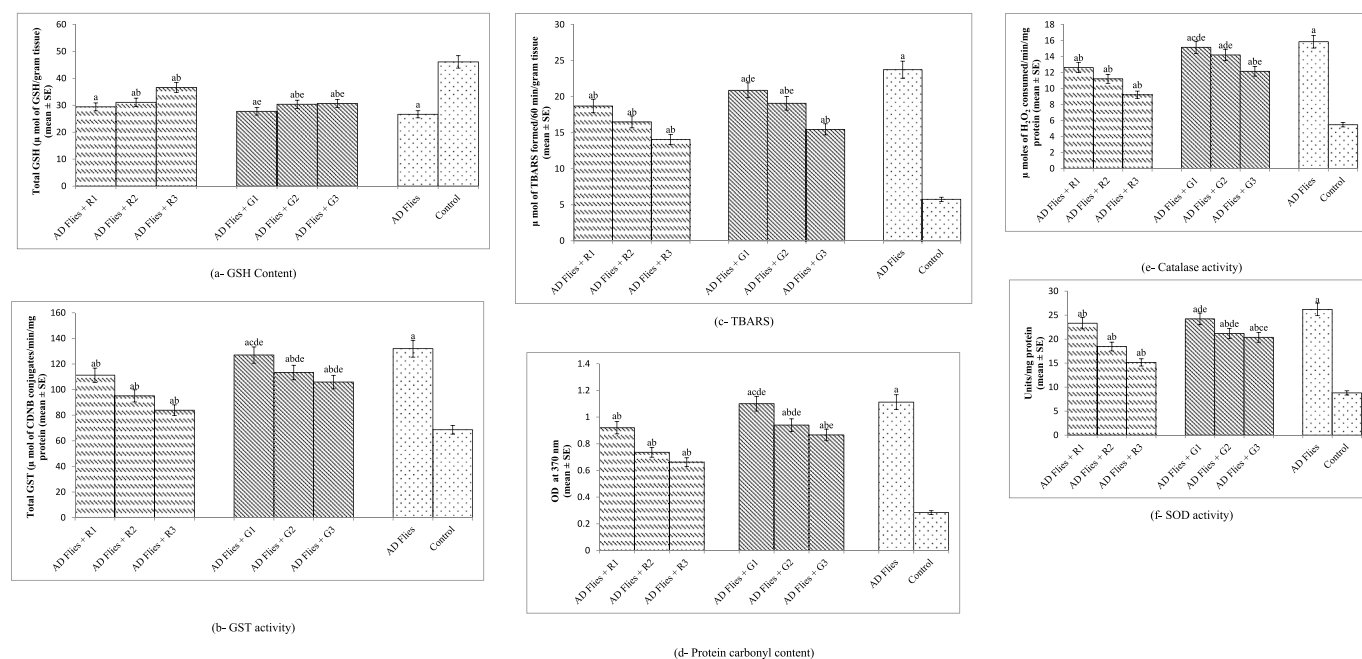 Total GSH (µ mol of GSH/gram tissue)
(mean ± SE)
60
50
40
30
20
10
0
a
ab
ab
ae
abe
abe
a
AD Flies + R1
AD Flies + R2
AD Flies + R3
AD Flies + G1
AD Flies + G2
AD Flies + G3
AD Flies
Control
(a- GSH Content)
Total GST (µ mol of CDNB conjugates/min/mg
protein (mean ± SE)
160
140
120
100
80
60
40
20
0
ab
ab
ab
acde
abde
abde
a
AD Flies + R1
AD Flies + R2
AD Flies + R3
AD Flies + G1
AD Flies + G2
AD Flies + G3
AD Flies
Control
(b- GST activity)
µ mol of TBARS formed/60 min/gram tissue
(mean ± SE)
30
25
20
15
10
5
0
ab
ab
ab
ade
abe
ab
a
AD Flies + R1
AD Flies + R2
AD Flies + R3
AD Flies + G1
AD Flies + G2
AD Flies + G3
AD Flies
Control
(c- TBARS)
OD at 370 nm
(mean ± SE)
1.4
1.2
1
0.8
0.6
0.4
0.2
0
ab
ab
ab
acde
abde
abe
a
AD Flies + R1
AD Flies + R2
AD Flies + R3
AD Flies + G1
AD Flies + G2
AD Flies + G3
AD Flies
Control
(d- Protein carbonyl content)
µ moles of H₂O₂ consumed/min/mg
protein (mean ± SE)
18
16
14
12
10
8
6
4
2
0
ab
ab
ab
acde
ade
abe
a
AD Flies + R1
AD Flies + R2
AD Flies + R3
AD Flies + G1
AD Flies + G2
AD Flies + G3
AD Flies
Control
(e- Catalase activity)
Units/mg protein
(mean ± SE)
30
25
20
15
10
5
0
ab
ab
ab
ade
abde
abce
a
AD Flies + R1
AD Flies + R2
AD Flies + R3
AD Flies + G1
AD Flies + G2
AD Flies + G3
AD Flies
Control
(f- SOD activity)